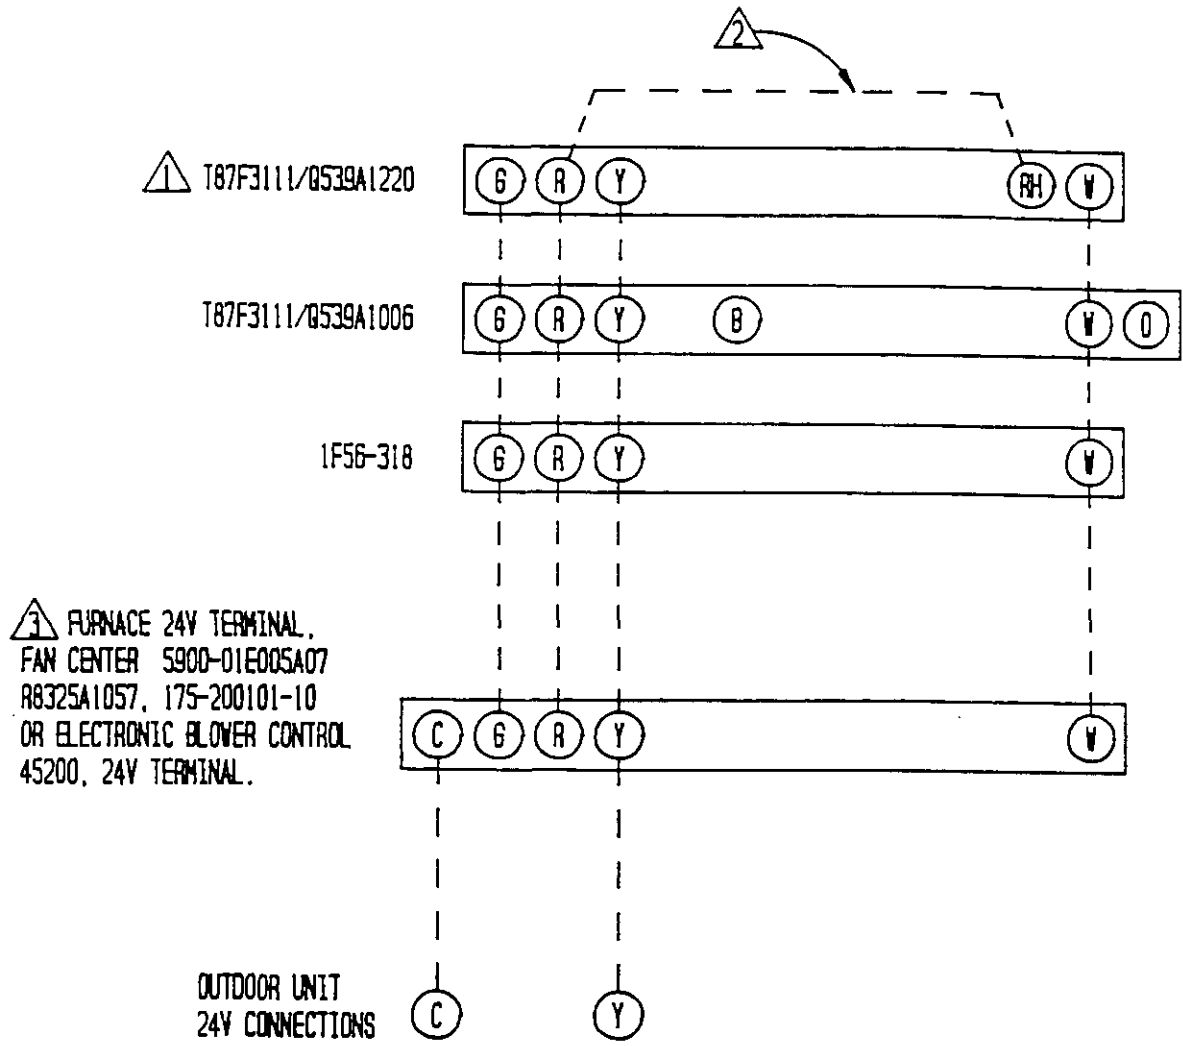 2
1 T87F3111/Q539A1220
G R Y RH W
T87F3111/Q539A1006
G R Y B W O
1F56-318
G R Y W
3 FURNACE 24V TERMINAL,
FAN CENTER 5900-01E005A07
R8325A1057, 175-200101-10
OR ELECTRONIC BLOWER CONTROL
45200, 24V TERMINAL.
C G R Y W
OUTDOOR UNIT
24V CONNECTIONS
C Y